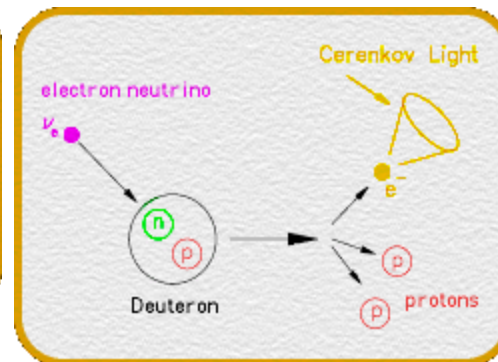 Cerenkov Light
electron neutrino
νe
e-
n
p
p
Deuteron
p protons